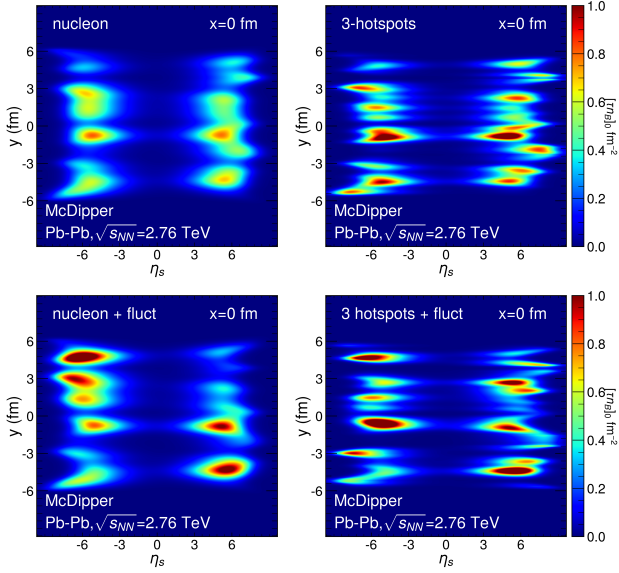 nucleon x=0 fm
6
3
0
-3
-6
y (fm)
McDipper
Pb-Pb, √sNN=2.76 TeV
-6 -3 0 3 6
ηs
3-hotspots x=0 fm
6
3
0
-3
-6
y (fm)
McDipper
Pb-Pb, √sNN=2.76 TeV
-6 -3 0 3 6
ηs
1.0
0.8
0.6
0.4
0.2
0.0
[τnB]0 fm−2
nucleon + fluct x=0 fm
6
3
0
-3
-6
y (fm)
McDipper
Pb-Pb, √sNN=2.76 TeV
-6 -3 0 3 6
ηs
3 hotspots + fluct x=0 fm
6
3
0
-3
-6
y (fm)
McDipper
Pb-Pb, √sNN=2.76 TeV
-6 -3 0 3 6
ηs
1.0
0.8
0.6
0.4
0.2
0.0
[τnB]0 fm−2